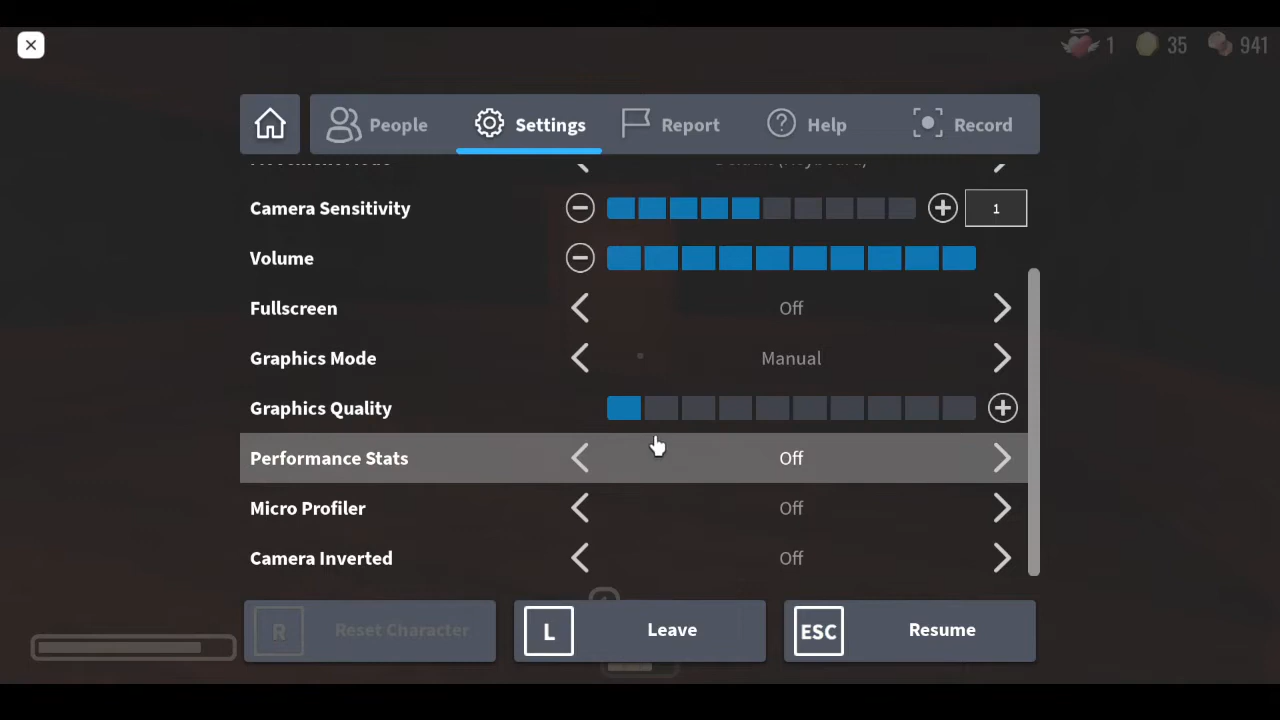 1 35 941
People Settings Report Help Record
Camera Sensitivity 1
Volume
Fullscreen Off
Graphics Mode Manual
Graphics Quality
Performance Stats Off
Micro Profiler Off
Camera Inverted Off
R Reset Character L Leave ESC Resume